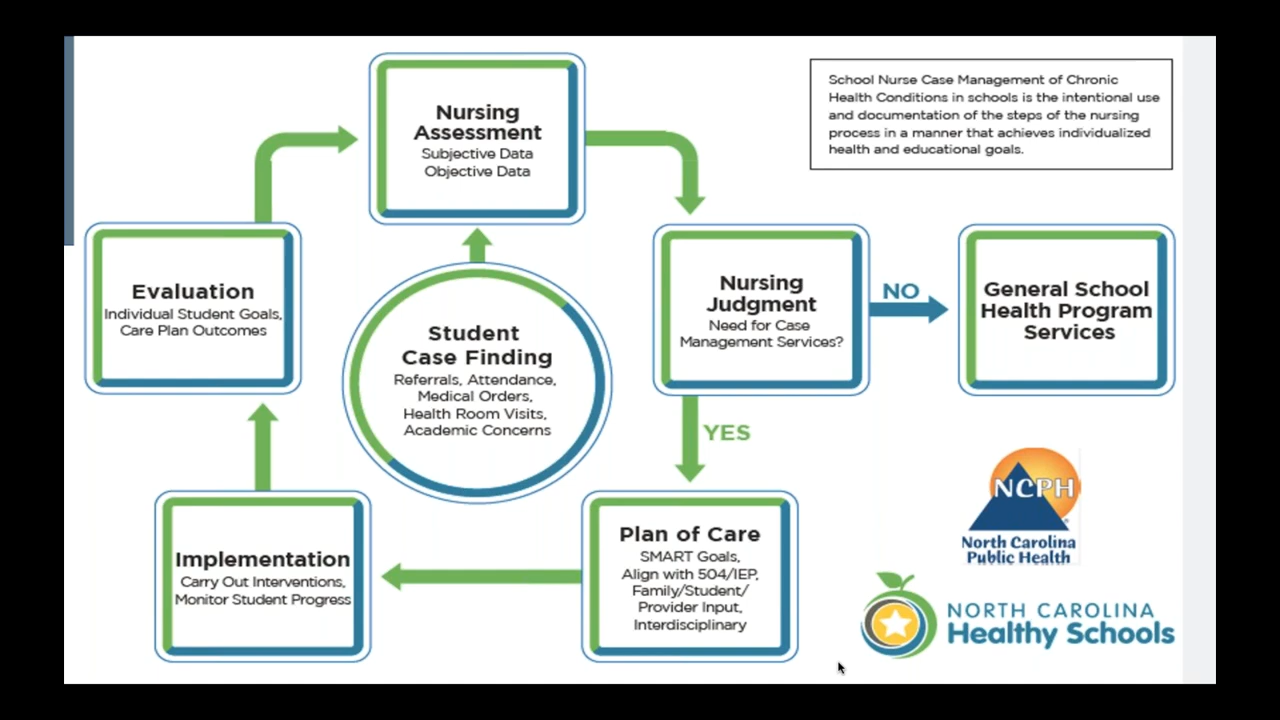 Nursing
Assessment
Subjective Data
Objective Data
School Nurse Case Management of Chronic
Health Conditions in schools is the intentional use
and documentation of the steps of the nursing
process in a manner that achieves individualized
health and educational goals.
Evaluation
Individual Student Goals,
Care Plan Outcomes
Student
Case Finding
Referrals, Attendance,
Medical Orders,
Health Room Visits,
Academic Concerns
Nursing
Judgment
Need for Case
Management Services?
NO
General School
Health Program
Services
YES
Implementation
Carry Out Interventions,
Monitor Student Progress
Plan of Care
SMART Goals,
Align with 504/IEP,
Family/Student/
Provider Input,
Interdisciplinary
NCPH
North Carolina
Public Health
NORTH CAROLINA
Healthy Schools